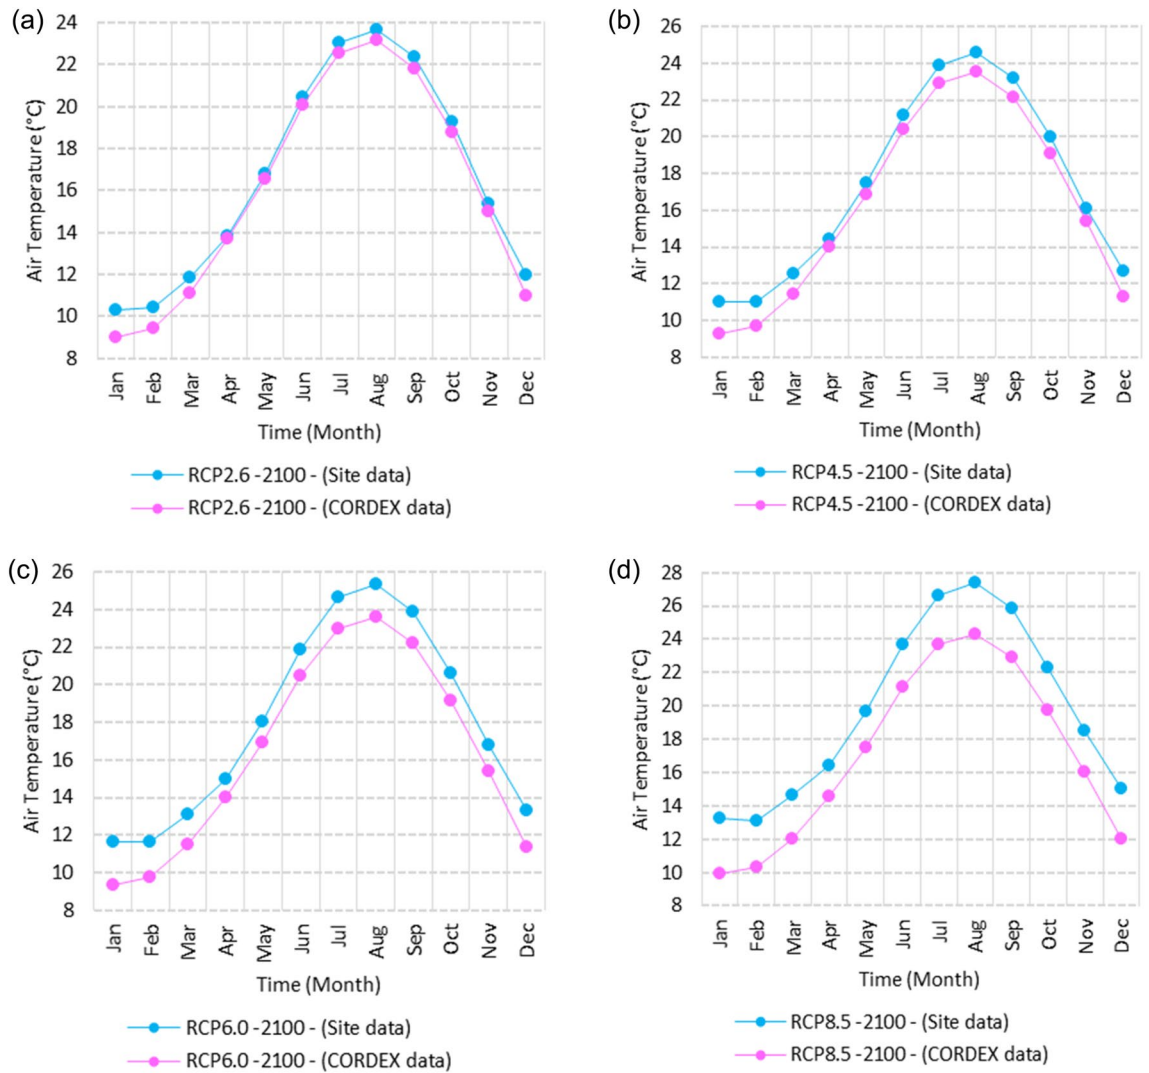 (a)
24
22
20
18
16
14
12
10
8
Air Temperature (°C)
Jan Feb Mar Apr May Jun Jul Aug Sep Oct Nov Dec
Time (Month)
RCP2.6 -2100 - (Site data)
RCP2.6 -2100 - (CORDEX data)
(b)
26
24
22
20
18
16
14
12
10
8
Air Temperature (°C)
Jan Feb Mar Apr May Jun Jul Aug Sep Oct Nov Dec
Time (Month)
RCP4.5 -2100 - (Site data)
RCP4.5 -2100 - (CORDEX data)
(c)
26
24
22
20
18
16
14
12
10
8
Air Temperature (°C)
Jan Feb Mar Apr May Jun Jul Aug Sep Oct Nov Dec
Time (Month)
RCP6.0 -2100 - (Site data)
RCP6.0 -2100 - (CORDEX data)
(d)
28
26
24
22
20
18
16
14
12
10
8
Air Temperature (°C)
Jan Feb Mar Apr May Jun Jul Aug Sep Oct Nov Dec
Time (Month)
RCP8.5 -2100 - (Site data)
RCP8.5 -2100 - (CORDEX data)